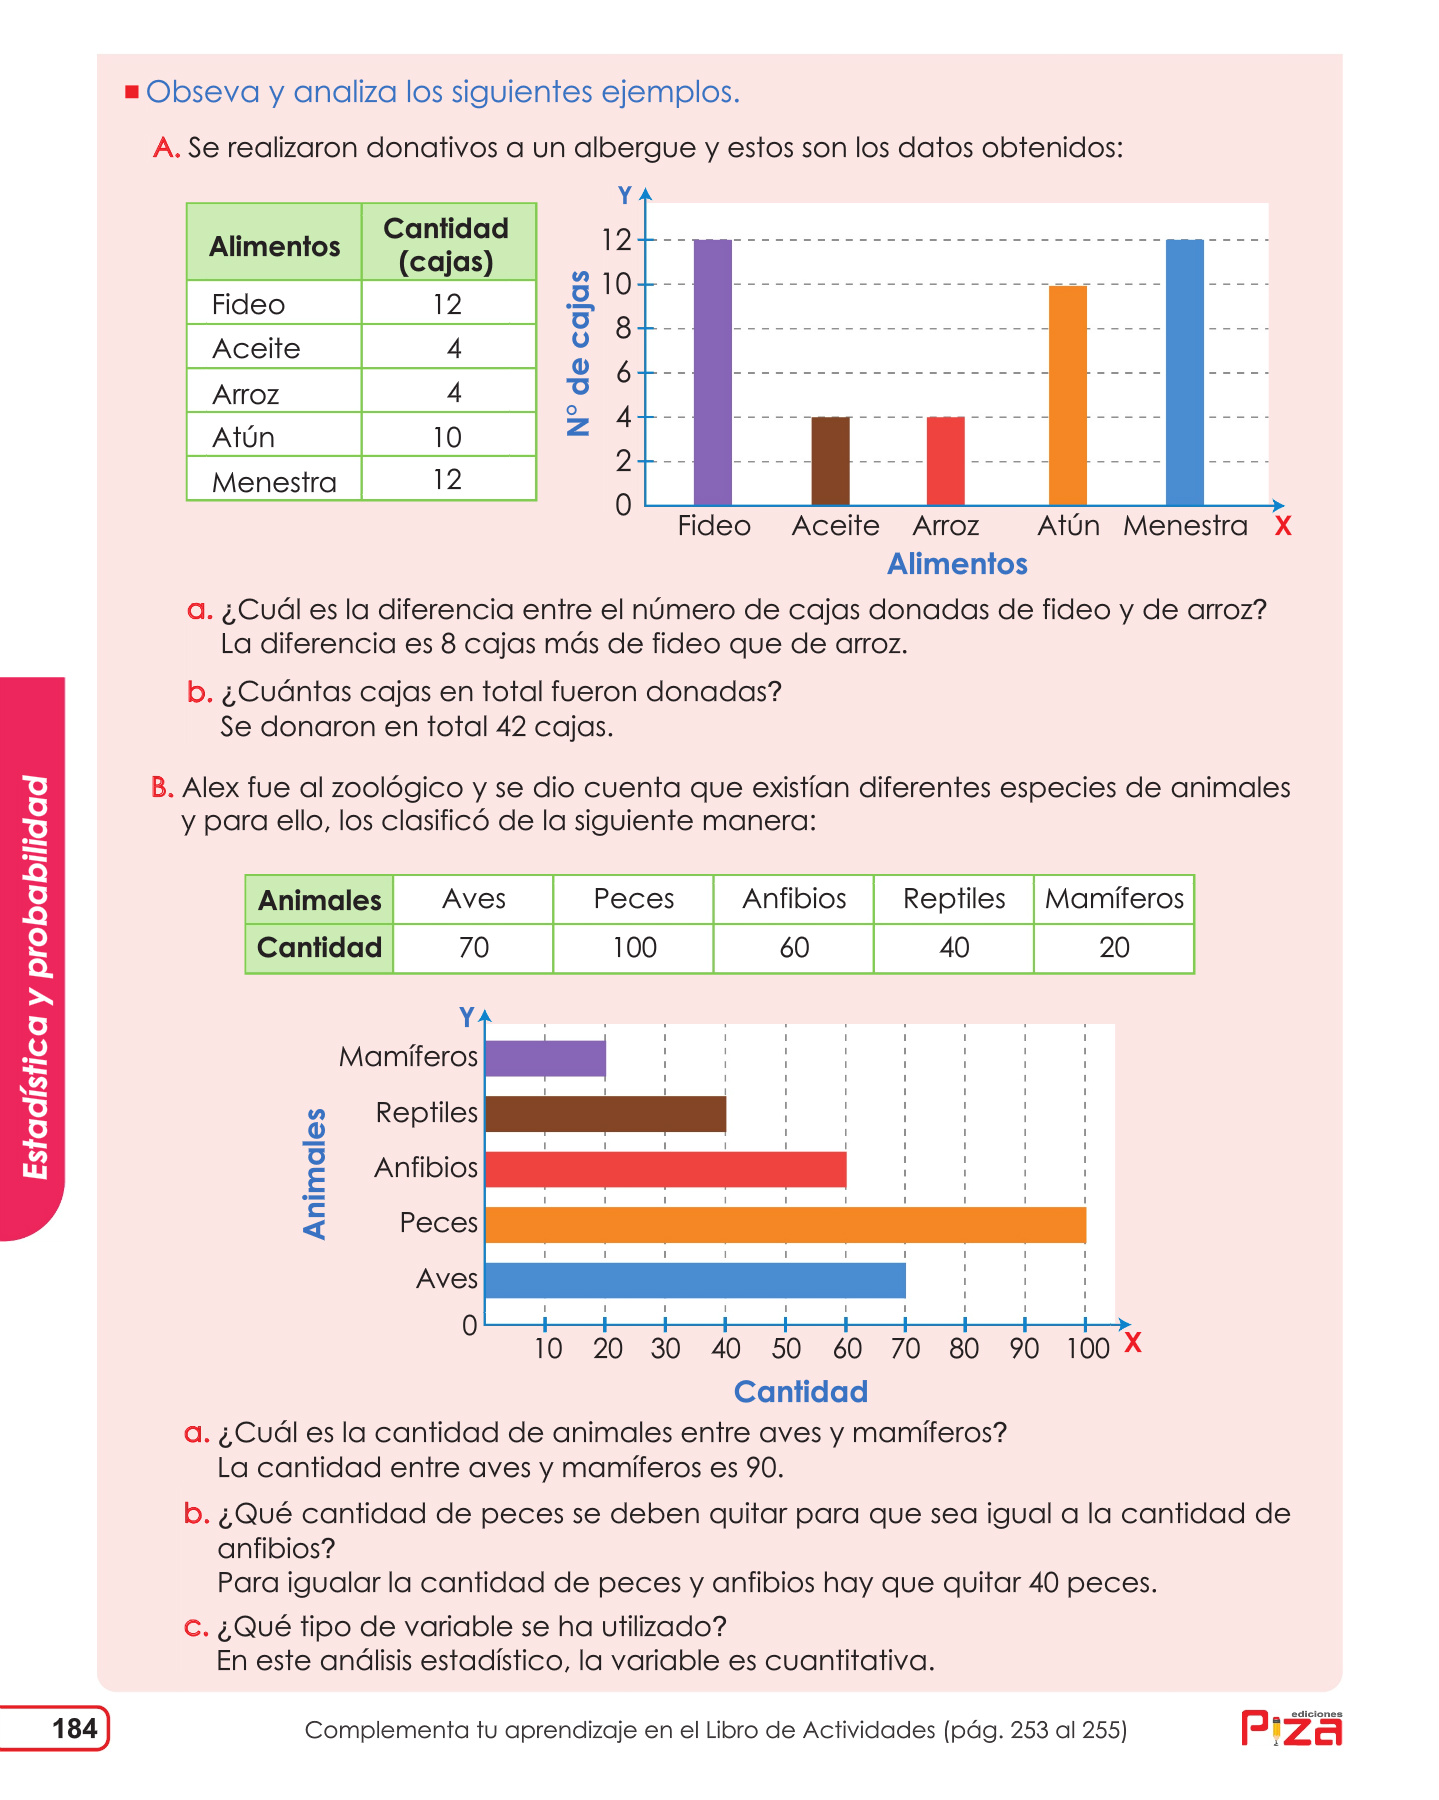 Obseva y analiza los siguientes ejemplos.
A. Se realizaron donativos a un albergue y estos son los datos obtenidos:
Alimentos Cantidad (cajas)
Fideo 12
Aceite 4
Arroz 4
Atún 10
Menestra 12
Y
N° de cajas
12
10
8
6
4
2
0
Fideo Aceite Arroz Atún Menestra X
Alimentos
a. ¿Cuál es la diferencia entre el número de cajas donadas de fideo y de arroz?
La diferencia es 8 cajas más de fideo que de arroz.
b. ¿Cuántas cajas en total fueron donadas?
Se donaron en total 42 cajas.
Estadística y probabilidad
B. Alex fue al zoológico y se dio cuenta que existían diferentes especies de animales
y para ello, los clasificó de la siguiente manera:
Animales Aves Peces Anfibios Reptiles Mamíferos
Cantidad 70 100 60 40 20
Y
Animales
Mamíferos
Reptiles
Anfibios
Peces
Aves
0
10 20 30 40 50 60 70 80 90 100 X
Cantidad
a. ¿Cuál es la cantidad de animales entre aves y mamíferos?
La cantidad entre aves y mamíferos es 90.
b. ¿Qué cantidad de peces se deben quitar para que sea igual a la cantidad de
anfibios?
Para igualar la cantidad de peces y anfibios hay que quitar 40 peces.
c. ¿Qué tipo de variable se ha utilizado?
En este análisis estadístico, la variable es cuantitativa.
184
Complementa tu aprendizaje en el Libro de Actividades (pág. 253 al 255)
ediciones
Piza